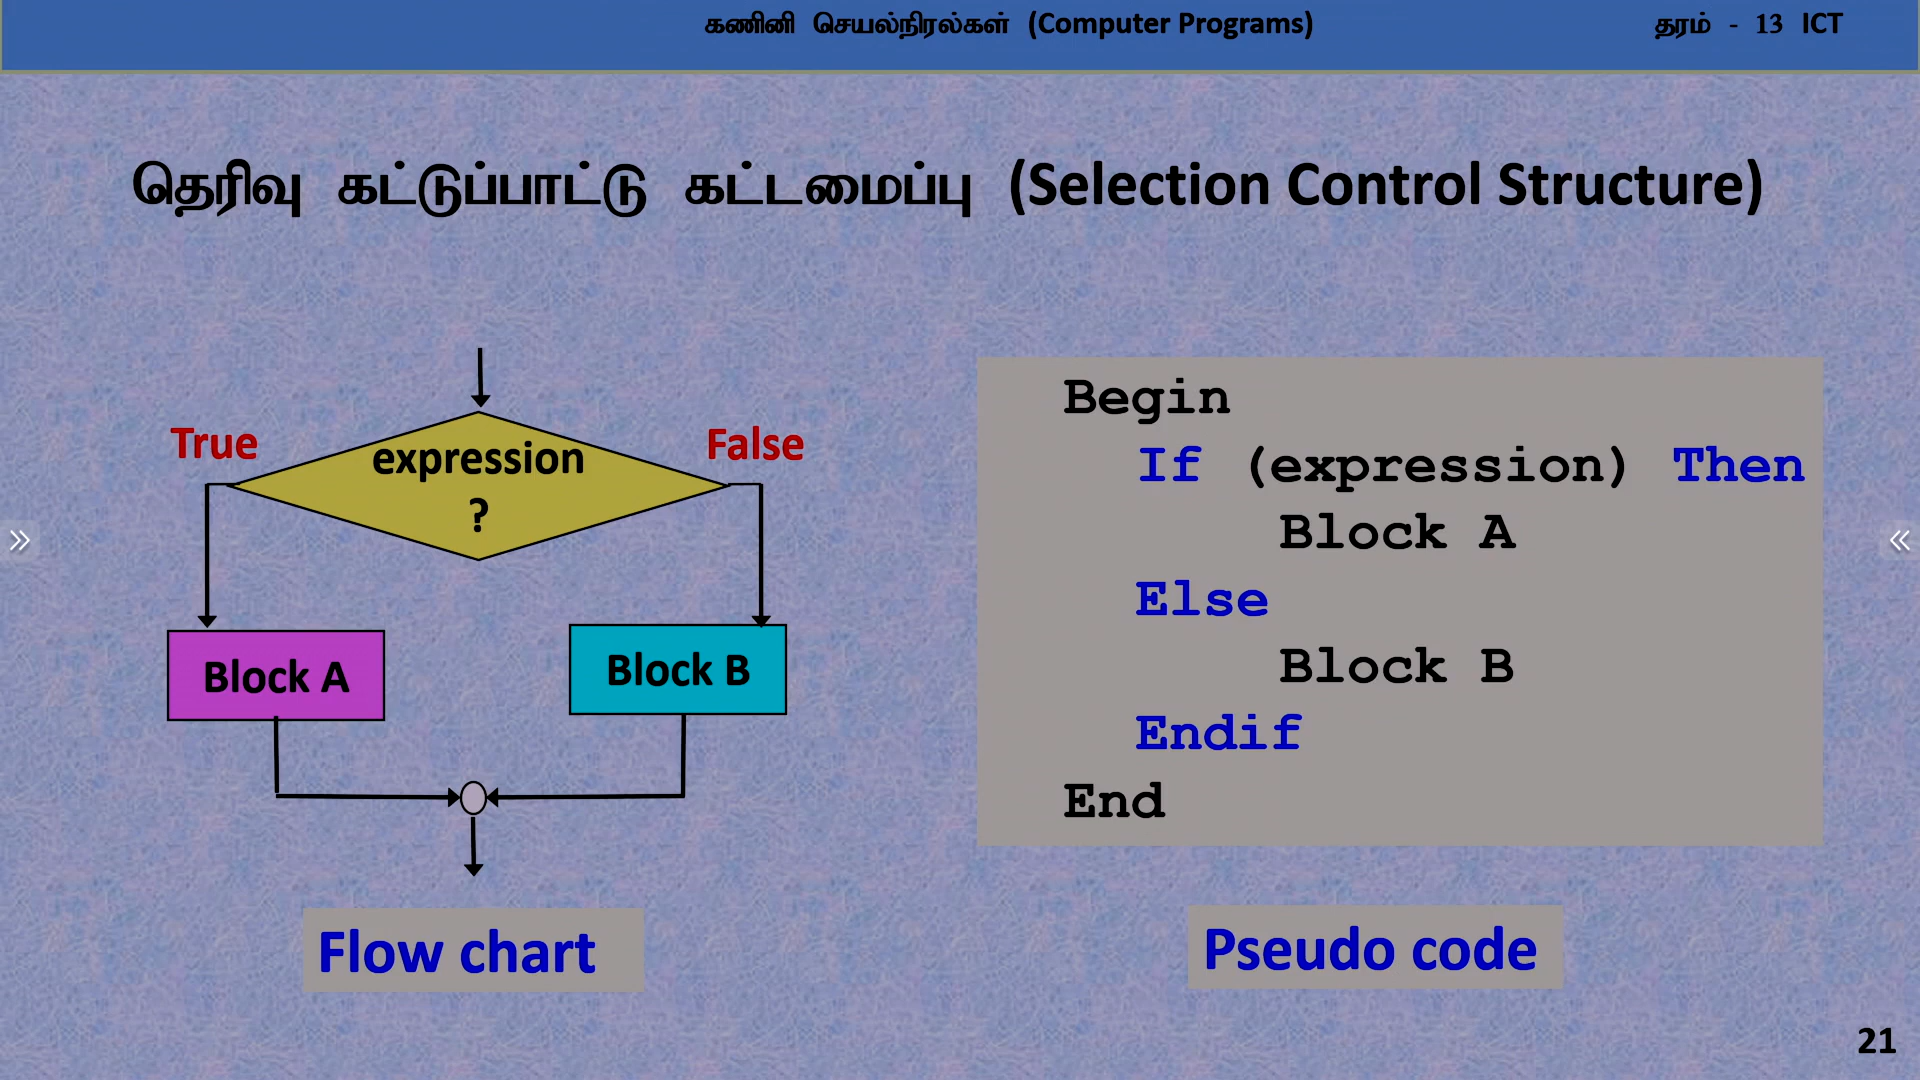 கணினி செயல்நிரல்கள் (Computer Programs)
தரம் - 13 ICT
தெரிவு கட்டுப்பாட்டு கட்டமைப்பு (Selection Control Structure)
True
expression
?
False
Block A
Block B
Flow chart
Begin
If (expression) Then
Block A
Else
Block B
Endif
End
Pseudo code
21